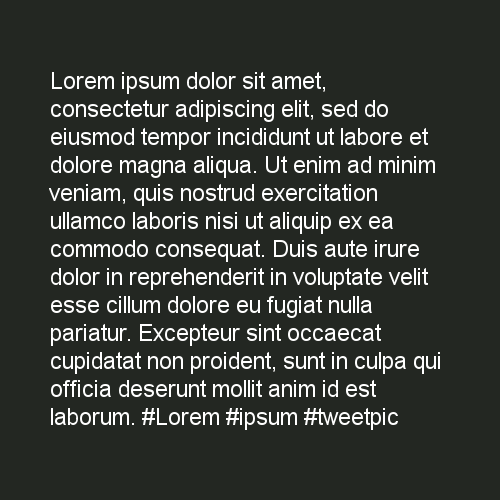 Lorem ipsum dolor sit amet,
consectetur adipiscing elit, sed do
eiusmod tempor incididunt ut labore et
dolore magna aliqua. Ut enim ad minim
veniam, quis nostrud exercitation
ullamco laboris nisi ut aliquip ex ea
commodo consequat. Duis aute irure
dolor in reprehenderit in voluptate velit
esse cillum dolore eu fugiat nulla
pariatur. Excepteur sint occaecat
cupidatat non proident, sunt in culpa qui
officia deserunt mollit anim id est
laborum. #Lorem #ipsum #tweetpic